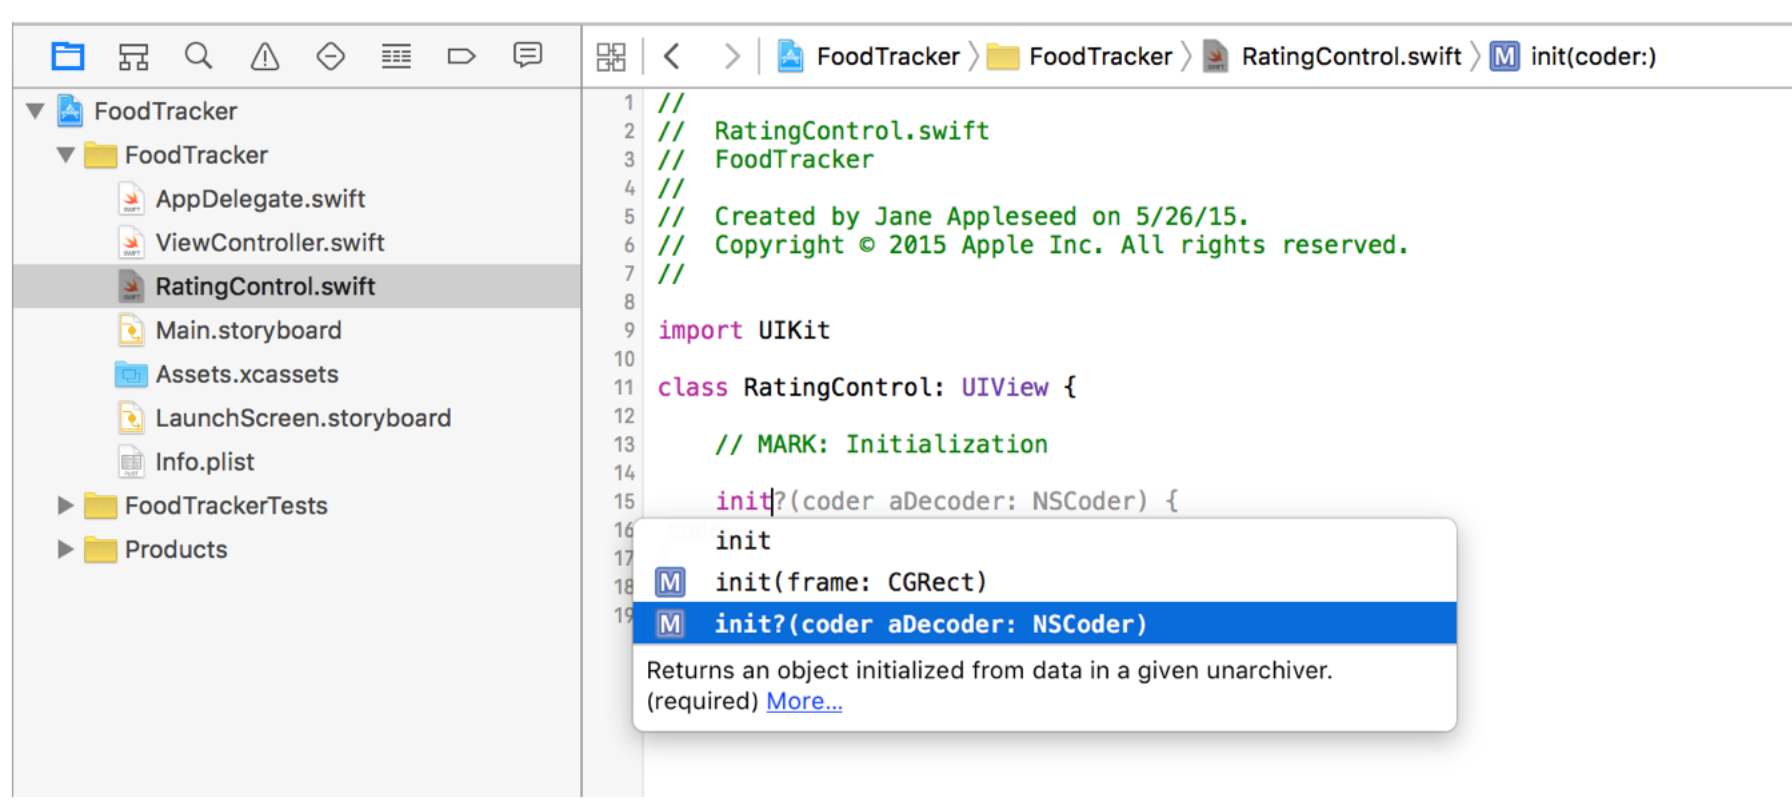 FoodTracker 〉 FoodTracker 〉 RatingControl.swift 〉 M init(coder:)
FoodTracker
FoodTracker
AppDelegate.swift
ViewController.swift
RatingControl.swift
Main.storyboard
Assets.xcassets
LaunchScreen.storyboard
Info.plist
FoodTrackerTests
Products
1 //
2 //  RatingControl.swift
3 //  FoodTracker
4 //
5 //  Created by Jane Appleseed on 5/26/15.
6 //  Copyright © 2015 Apple Inc. All rights reserved.
7 //
8
9 import UIKit
10
11 class RatingControl: UIView {
12
13     // MARK: Initialization
14
15     init?(coder aDecoder: NSCoder) {
16
17
18
19
init
M init(frame: CGRect)
M init?(coder aDecoder: NSCoder)
Returns an object initialized from data in a given unarchiver.
(required) More...